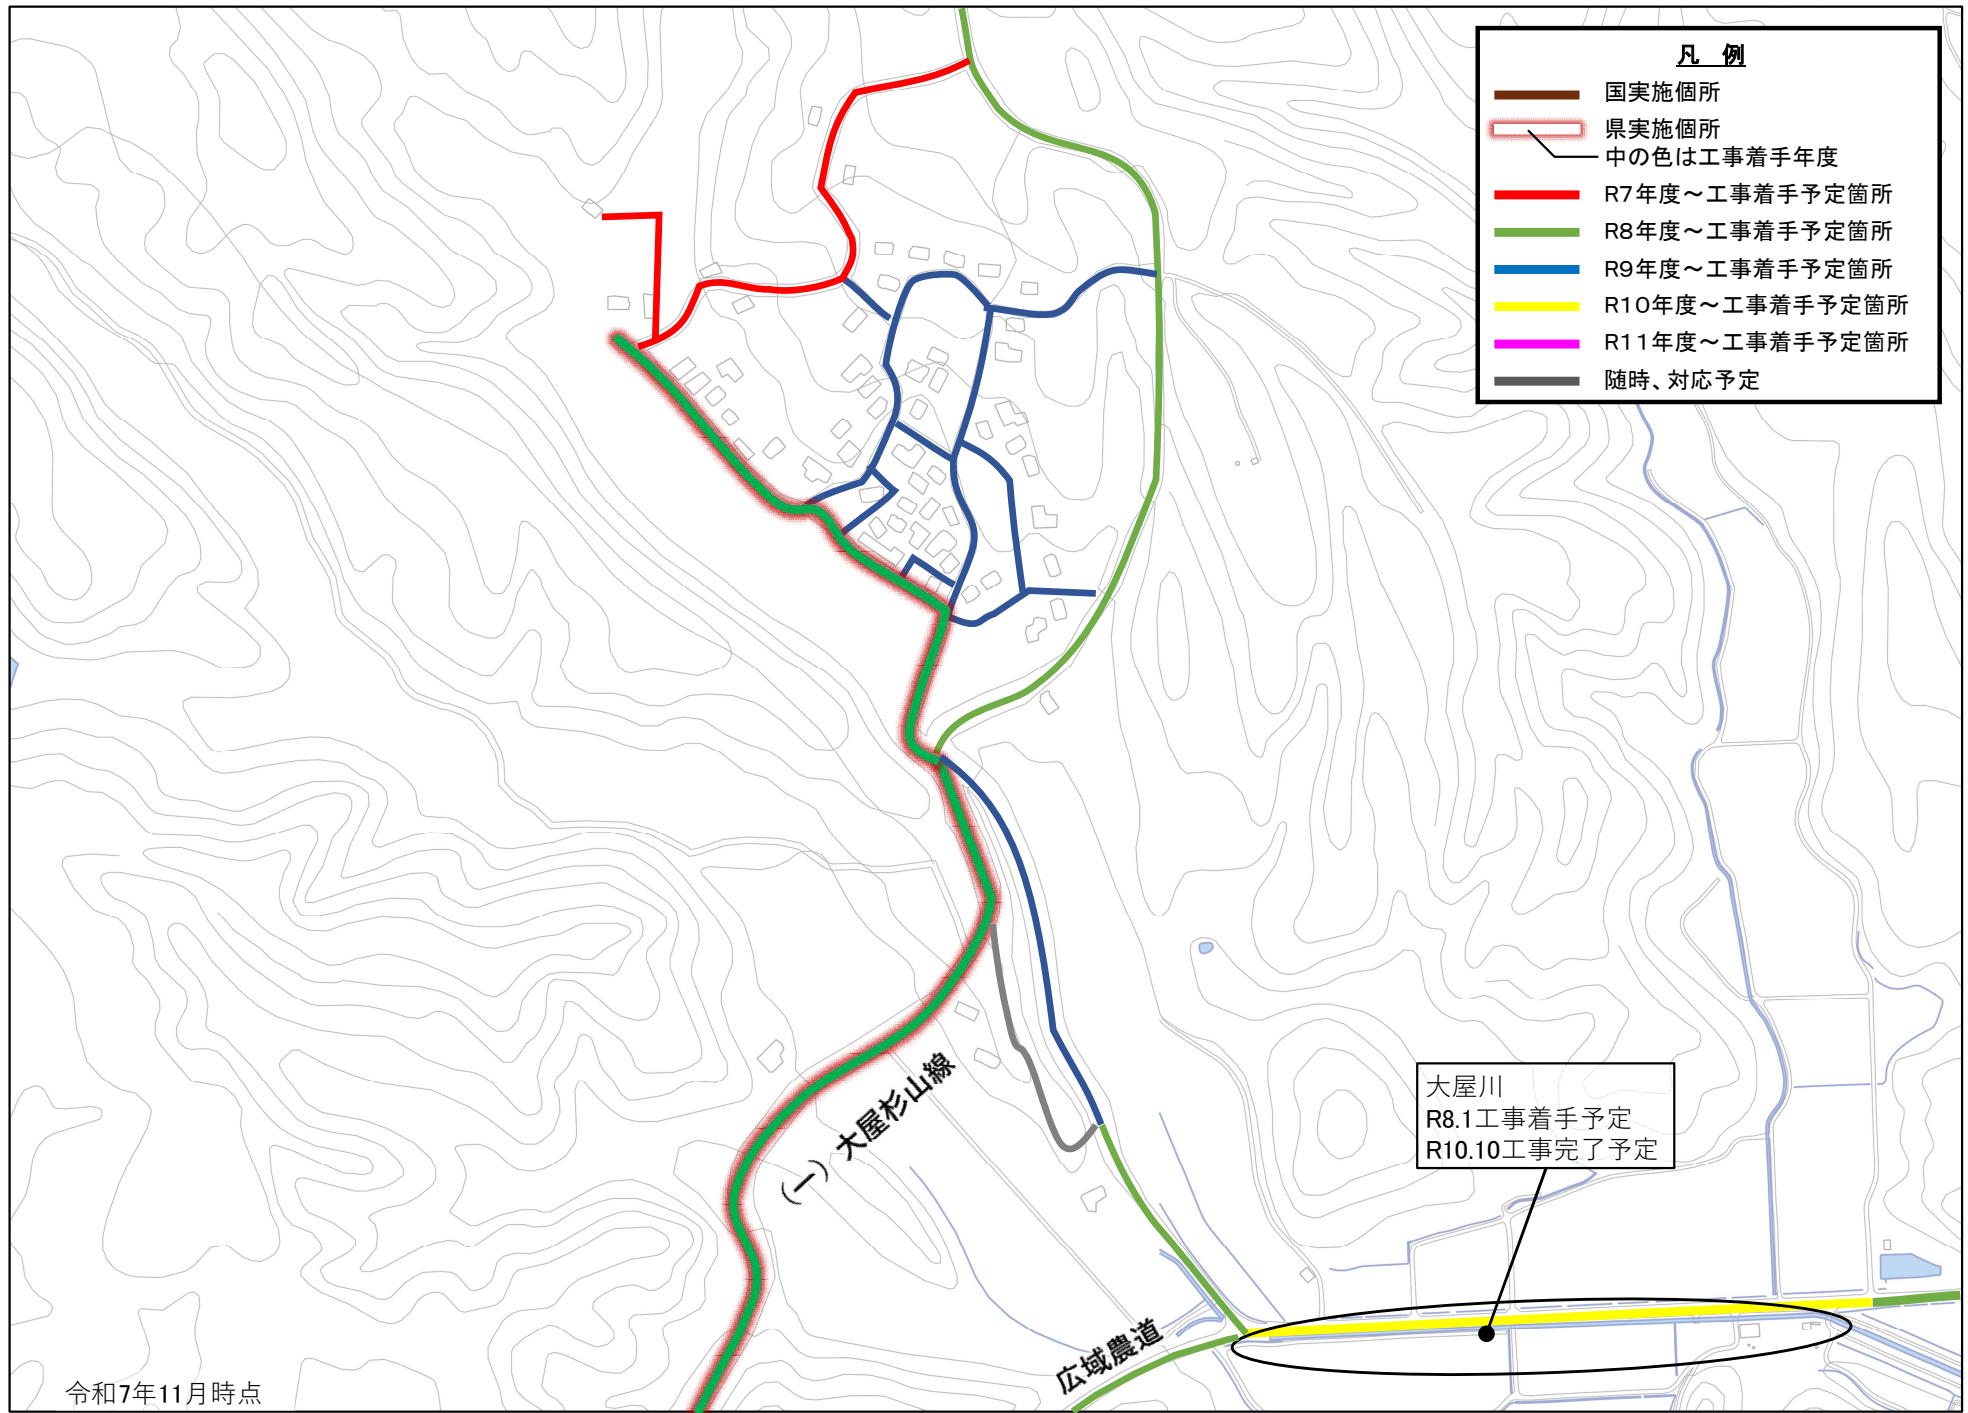 凡 例
国実施個所
県実施個所
中の色は工事着手年度
R7年度～工事着手予定箇所
R8年度～工事着手予定箇所
R9年度～工事着手予定箇所
R10年度～工事着手予定箇所
R11年度～工事着手予定箇所
随時、対応予定
(一)大屋杉山線
大屋川
R8.1工事着手予定
R10.10工事完了予定
広域農道
令和7年11月時点